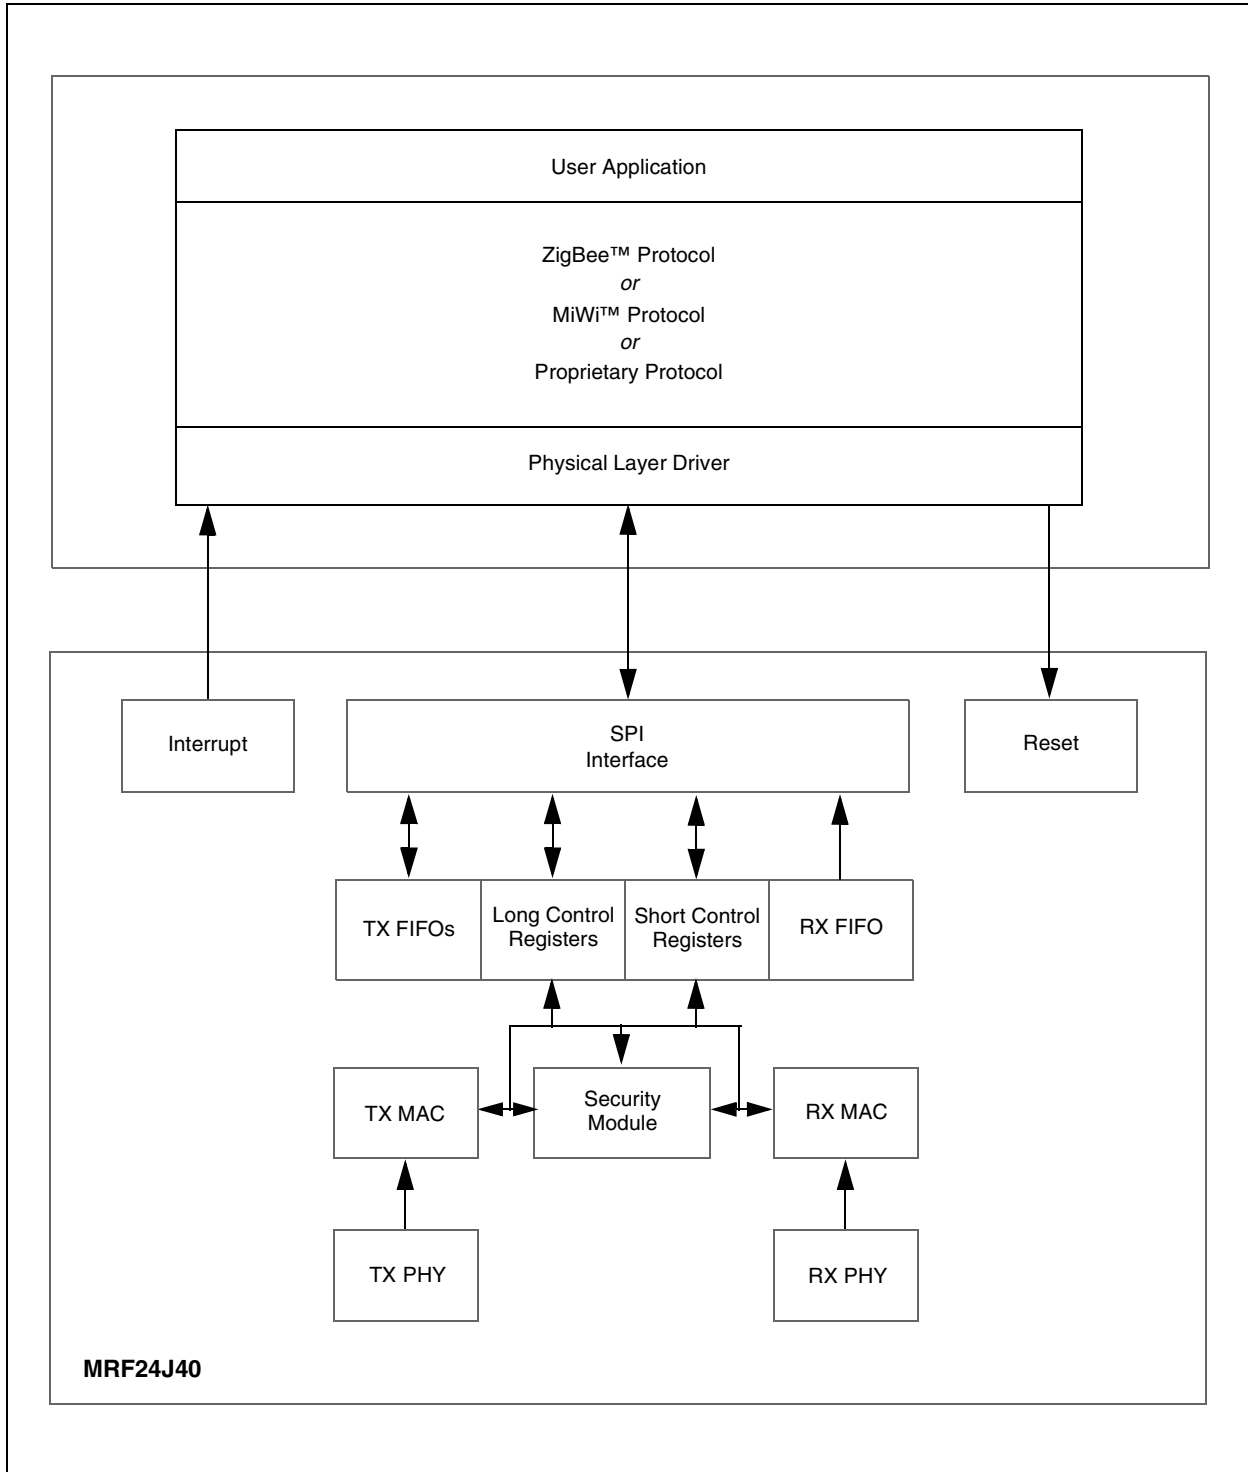 User Application
ZigBee™ Protocol
or
MiWi™ Protocol
or
Proprietary Protocol
Physical Layer Driver
Interrupt
SPI
Interface
Reset
TX FIFOs
Long Control
Registers
Short Control
Registers
RX FIFO
TX MAC
Security
Module
RX MAC
TX PHY
RX PHY
MRF24J40